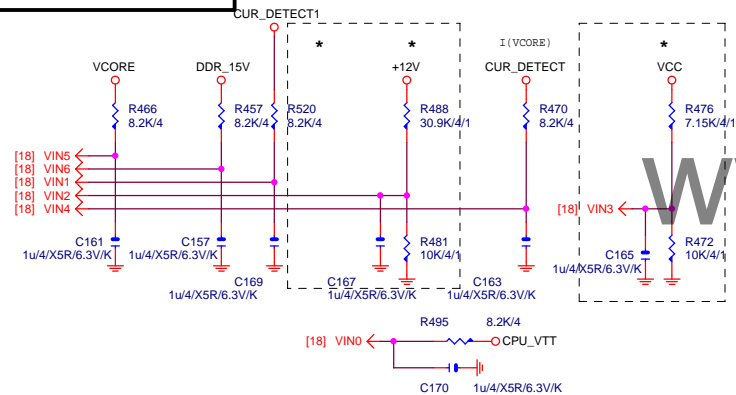 CUR_DETECT1
* * I(VCORE) *
VCORE DDR_15V +12V CUR_DETECT VCC
R466 R457 R520 R488 R470 R476
8.2K/4 8.2K/4 8.2K/4 30.9K/4/1 8.2K/4 7.15K/4/1
[18] VIN5
[18] VIN6
[18] VIN1
[18] VIN2
[18] VIN4
[18] VIN3
W
C161 C157 R481 R472
1u/4/X5R/6.3V/K 1u/4/X5R/6.3V/K 10K/4/1 C165 10K/4/1
1u/4/X5R/6.3V/K
C169 C167 C163
1u/4/X5R/6.3V/K 1u/4/X5R/6.3V/K 1u/4/X5R/6.3V/K
R495 8.2K/4
[18] VIN0 CPU_VTT
C170 1u/4/X5R/6.3V/K